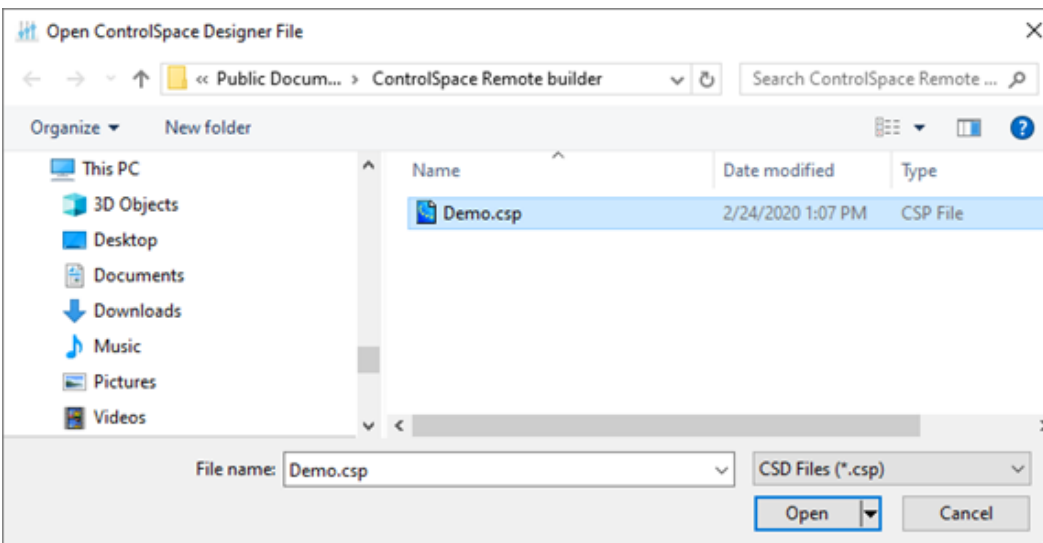 Open ControlSpace Designer File
« Public Docum... › ControlSpace Remote builder
Search ControlSpace Remote ...
Organize New folder
This PC
3D Objects
Desktop
Documents
Downloads
Music
Pictures
Videos
Name Date modified Type
Demo.csp 2/24/2020 1:07 PM CSP File
File name: Demo.csp CSD Files (*.csp)
Open Cancel